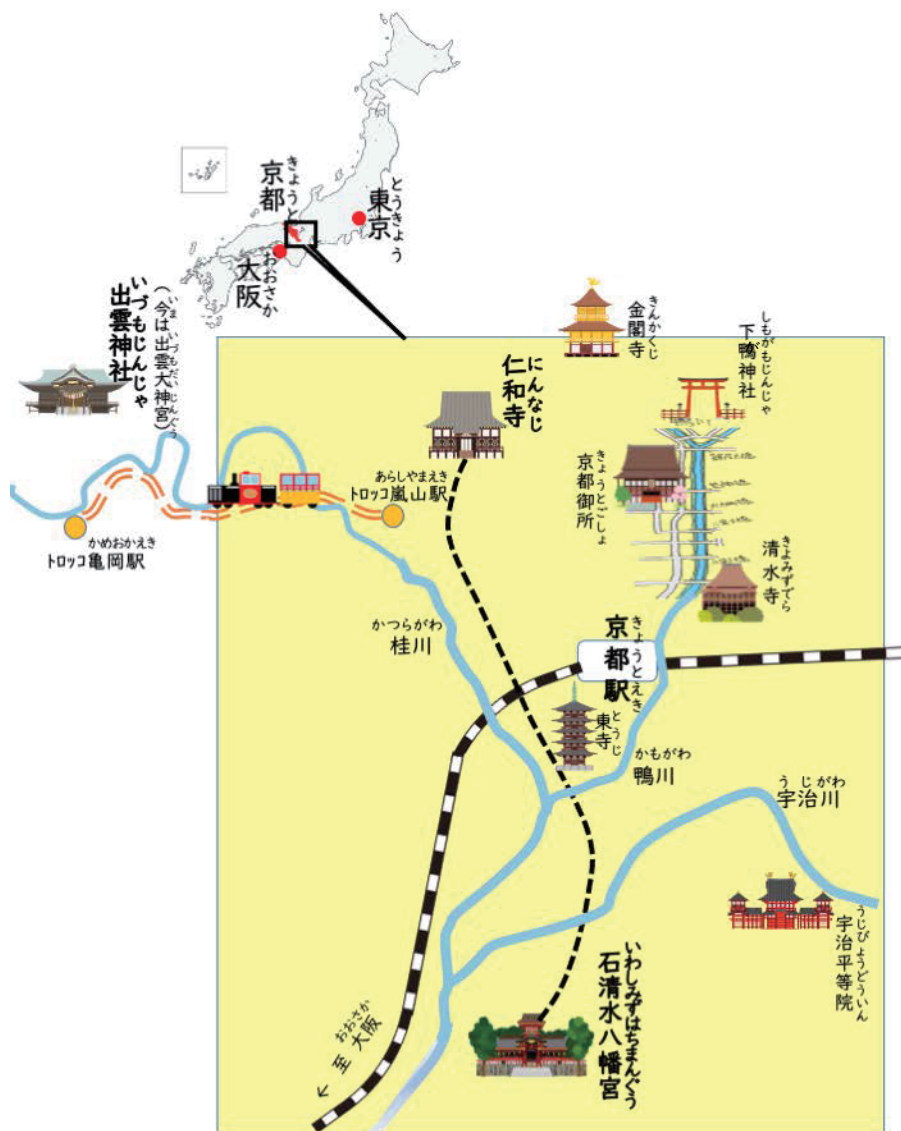 きょうと
京都
とうきょう
東京
おおさか
大阪
いづもじんじゃ
出雲神社
いま いづもだいじんぐう
(今は出雲大神宮)
きんかくじ
金閣寺
しもがもじんじゃ
下鴨神社
にんなじ
仁和寺
きょうとごしょ
京都御所
あらしやまえき
トロッコ嵐山駅
かめおかえき
トロッコ亀岡駅
きよみずでら
清水寺
かつらがわ
桂川
きょうとえき
京都駅
とうじ
東寺
かもがわ
鴨川
うじがわ
宇治川
うじびょうどういん
宇治平等院
いわしみずはちまんぐう
石清水八幡宮
おおさか
← 至 大阪